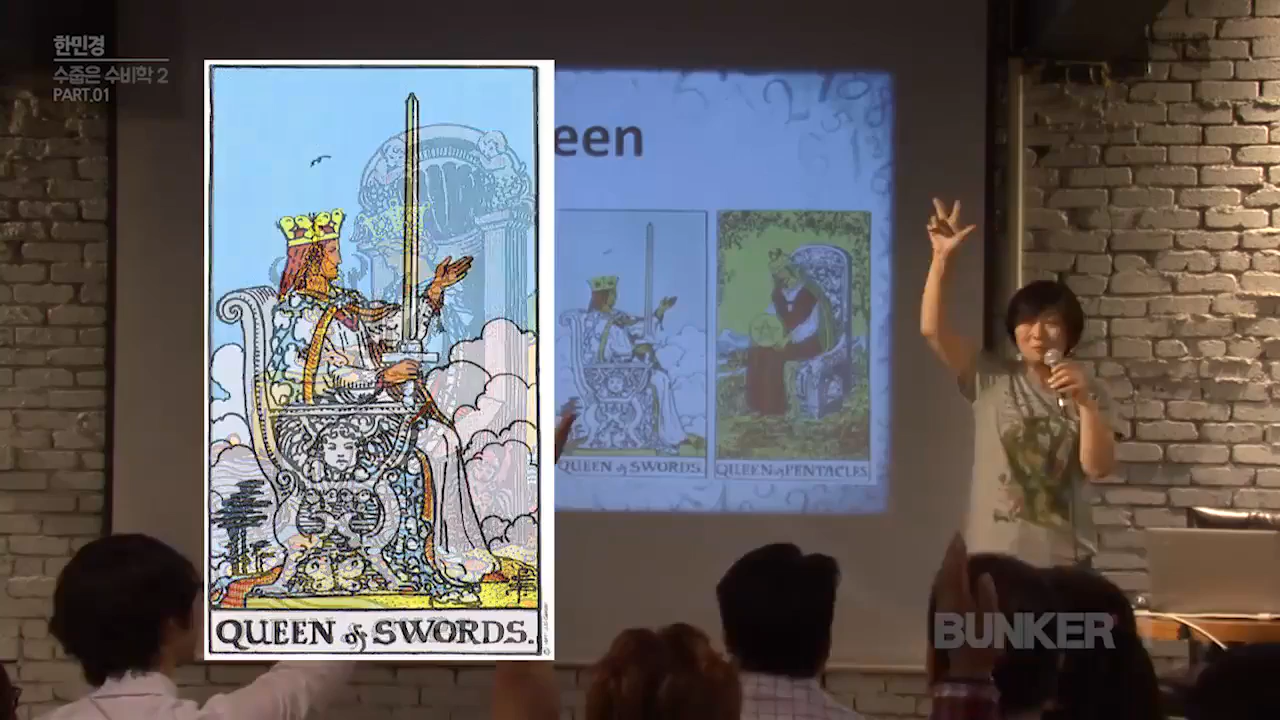 한민경
수줍은 수비학 2
PART.01
een
QUEEN of SWORDS.
QUEEN of SWORDS.
QUEEN of PENTACLES
BUNKER